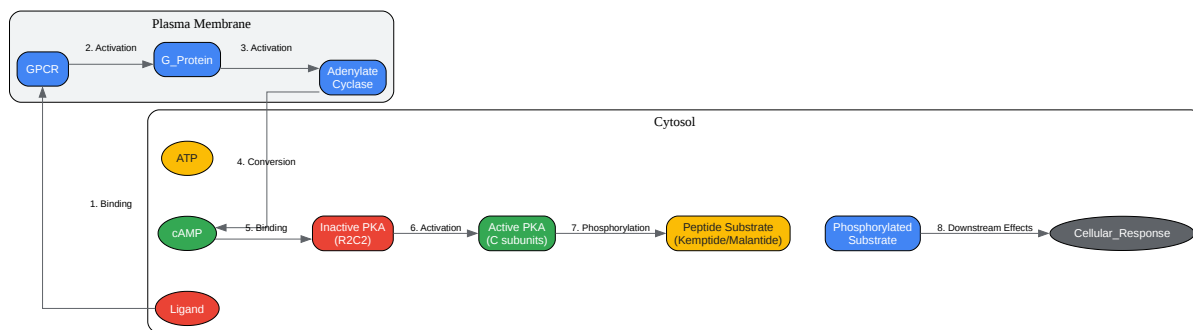 Plasma Membrane
2. Activation
3. Activation
GPCR
G_Protein
Adenylate
Cyclase
Cytosol
ATP
4. Conversion
1. Binding
cAMP
5. Binding
Inactive PKA
(R2C2)
6. Activation
Active PKA
(C subunits)
7. Phosphorylation
Peptide Substrate
(Kemptide/Malantide)
Phosphorylated
Substrate
8. Downstream Effects
Cellular_Response
Ligand